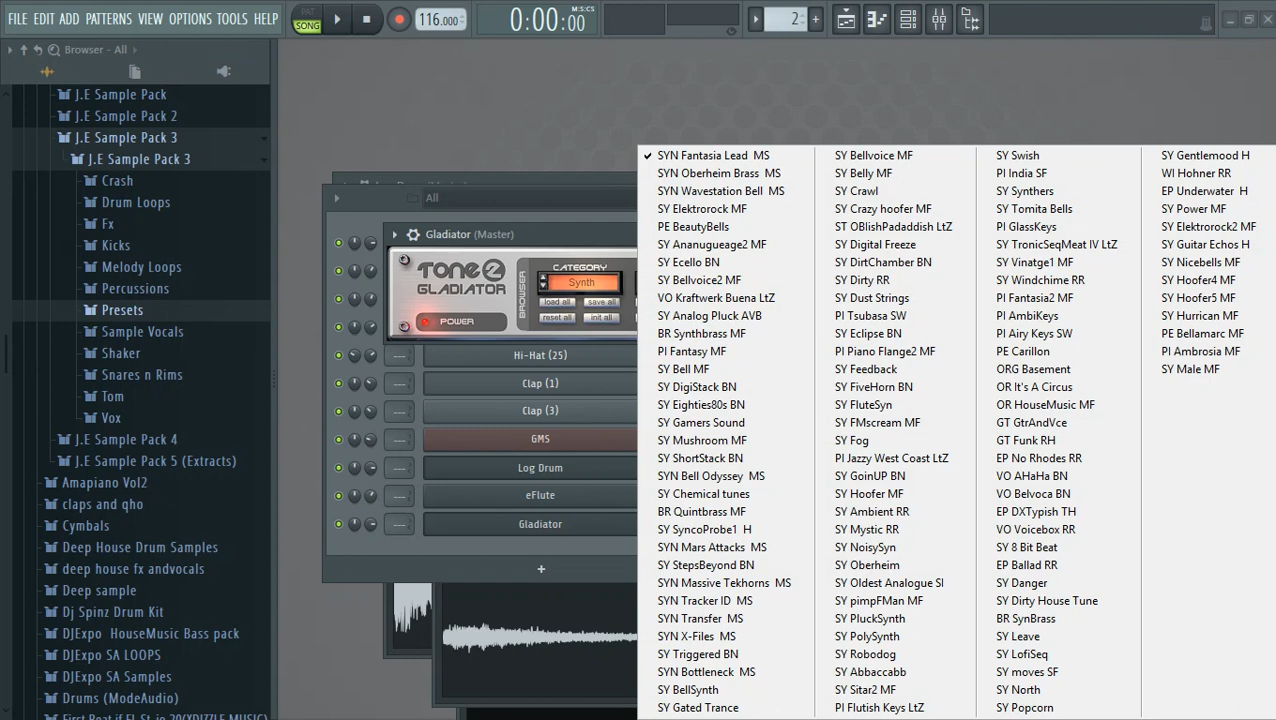 FILE EDIT ADD PATTERNS VIEW OPTIONS TOOLS HELP
PAT
SONG
116.000
0:00:00
M:S:CS
2
Browser - All
J.E Sample Pack
J.E Sample Pack 2
J.E Sample Pack 3
J.E Sample Pack 3
Crash
Drum Loops
Fx
Kicks
Melody Loops
Percussions
Presets
Sample Vocals
Shaker
Snares n Rims
Tom
Vox
J.E Sample Pack 4
J.E Sample Pack 5 (Extracts)
Amapiano Vol2
claps and qho
Cymbals
Deep House Drum Samples
deep house fx andvocals
Deep sample
Dj Spinz Drum Kit
DJExpo HouseMusic Bass pack
DJExpo SA LOOPS
DJExpo SA Samples
Drums (ModeAudio)
First Beat if FL St..io 20(XDIZZLE MUSIC)
All
Gladiator (Master)
TONE2
GLADIATOR
POWER
BROWSER
CATEGORY
Synth
load all
save all
reset all
init all
Hi-Hat (25)
Clap (1)
Clap (3)
GMS
Log Drum
eFlute
Gladiator
+
SYN Fantasia Lead MS
SYN Oberheim Brass MS
SYN Wavestation Bell MS
SY Elektrorock MF
PE BeautyBells
SY Ananugueage2 MF
SY Ecello BN
SY Bellvoice2 MF
VO Kraftwerk Buena LtZ
SY Analog Pluck AVB
BR Synthbrass MF
PI Fantasy MF
SY Bell MF
SY DigiStack BN
SY Eighties80s BN
SY Gamers Sound
SY Mushroom MF
SY ShortStack BN
SYN Bell Odyssey MS
SY Chemical tunes
BR Quintbrass MF
SY SyncoProbe1 H
SYN Mars Attacks MS
SY StepsBeyond BN
SYN Massive Tekhorns MS
SYN Tracker ID MS
SYN Transfer MS
SYN X-Files MS
SY Triggered BN
SYN Bottleneck MS
SY BellSynth
SY Gated Trance
SY Bellvoice MF
SY Belly MF
SY Crawl
SY Crazy hoofer MF
ST OBlishPadaddish LtZ
SY Digital Freeze
SY DirtChamber BN
SY Dirty RR
SY Dust Strings
PI Tsubasa SW
SY Eclipse BN
PI Piano Flange2 MF
SY Feedback
SY FiveHorn BN
SY FluteSyn
SY FMscream MF
SY Fog
PI Jazzy West Coast LtZ
SY GoinUP BN
SY Hoofer MF
SY Ambient RR
SY Mystic RR
SY NoisySyn
SY Oberheim
SY Oldest Analogue SI
SY pimpFMan MF
SY PluckSynth
SY PolySynth
SY Robodog
SY Abbaccabb
SY Sitar2 MF
PI Flutish Keys LtZ
SY Swish
PI India SF
SY Synthers
SY Tomita Bells
PI GlassKeys
SY TronicSeqMeat IV LtZ
SY Vinatge1 MF
SY Windchime RR
PI Fantasia2 MF
PI AmbiKeys
PI Airy Keys SW
PE Carillon
ORG Basement
OR It's A Circus
OR HouseMusic MF
GT GtrAndVce
GT Funk RH
EP No Rhodes RR
VO AHaHa BN
VO Belvoca BN
EP DXTypish TH
VO Voicebox RR
SY 8 Bit Beat
EP Ballad RR
SY Danger
SY Dirty House Tune
BR SynBrass
SY Leave
SY LofiSeq
SY moves SF
SY North
SY Popcorn
SY Gentlemood H
WI Hohner RR
EP Underwater H
SY Power MF
SY Elektrorock2 MF
SY Guitar Echos H
SY Nicebells MF
SY Hoofer4 MF
SY Hoofer5 MF
SY Hurrican MF
PE Bellamarc MF
PI Ambrosia MF
SY Male MF